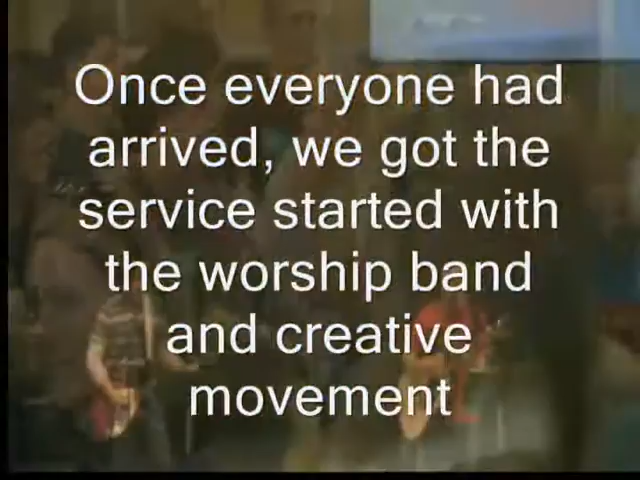 Once everyone had
arrived, we got the
service started with
the worship band
and creative
movement